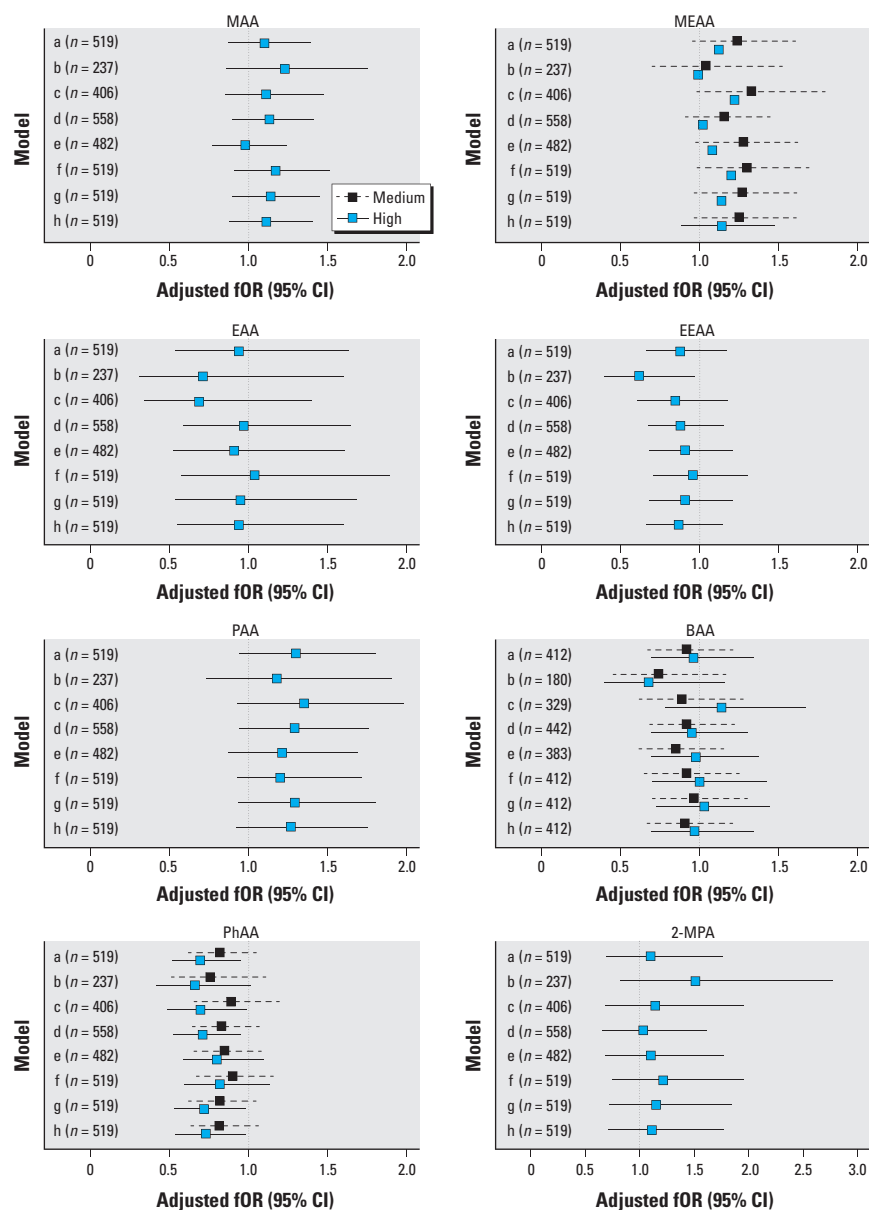 MAA
Model
a (n = 519)
b (n = 237)
c (n = 406)
d (n = 558)
e (n = 482)
f (n = 519)
g (n = 519)
h (n = 519)
Medium
High
0 0.5 1.0 1.5 2.0
Adjusted fOR (95% CI)
MEAA
Model
a (n = 519)
b (n = 237)
c (n = 406)
d (n = 558)
e (n = 482)
f (n = 519)
g (n = 519)
h (n = 519)
0 0.5 1.0 1.5 2.0
Adjusted fOR (95% CI)
EAA
Model
a (n = 519)
b (n = 237)
c (n = 406)
d (n = 558)
e (n = 482)
f (n = 519)
g (n = 519)
h (n = 519)
0 0.5 1.0 1.5 2.0
Adjusted fOR (95% CI)
EEAA
Model
a (n = 519)
b (n = 237)
c (n = 406)
d (n = 558)
e (n = 482)
f (n = 519)
g (n = 519)
h (n = 519)
0 0.5 1.0 1.5 2.0
Adjusted fOR (95% CI)
PAA
Model
a (n = 519)
b (n = 237)
c (n = 406)
d (n = 558)
e (n = 482)
f (n = 519)
g (n = 519)
h (n = 519)
0 0.5 1.0 1.5 2.0
Adjusted fOR (95% CI)
BAA
Model
a (n = 412)
b (n = 180)
c (n = 329)
d (n = 442)
e (n = 383)
f (n = 412)
g (n = 412)
h (n = 412)
0 0.5 1.0 1.5 2.0
Adjusted fOR (95% CI)
PhAA
Model
a (n = 519)
b (n = 237)
c (n = 406)
d (n = 558)
e (n = 482)
f (n = 519)
g (n = 519)
h (n = 519)
0 0.5 1.0 1.5 2.0
Adjusted fOR (95% CI)
2-MPA
Model
a (n = 519)
b (n = 237)
c (n = 406)
d (n = 558)
e (n = 482)
f (n = 519)
g (n = 519)
h (n = 519)
0 0.5 1.0 1.5 2.0 2.5 3.0
Adjusted fOR (95% CI)